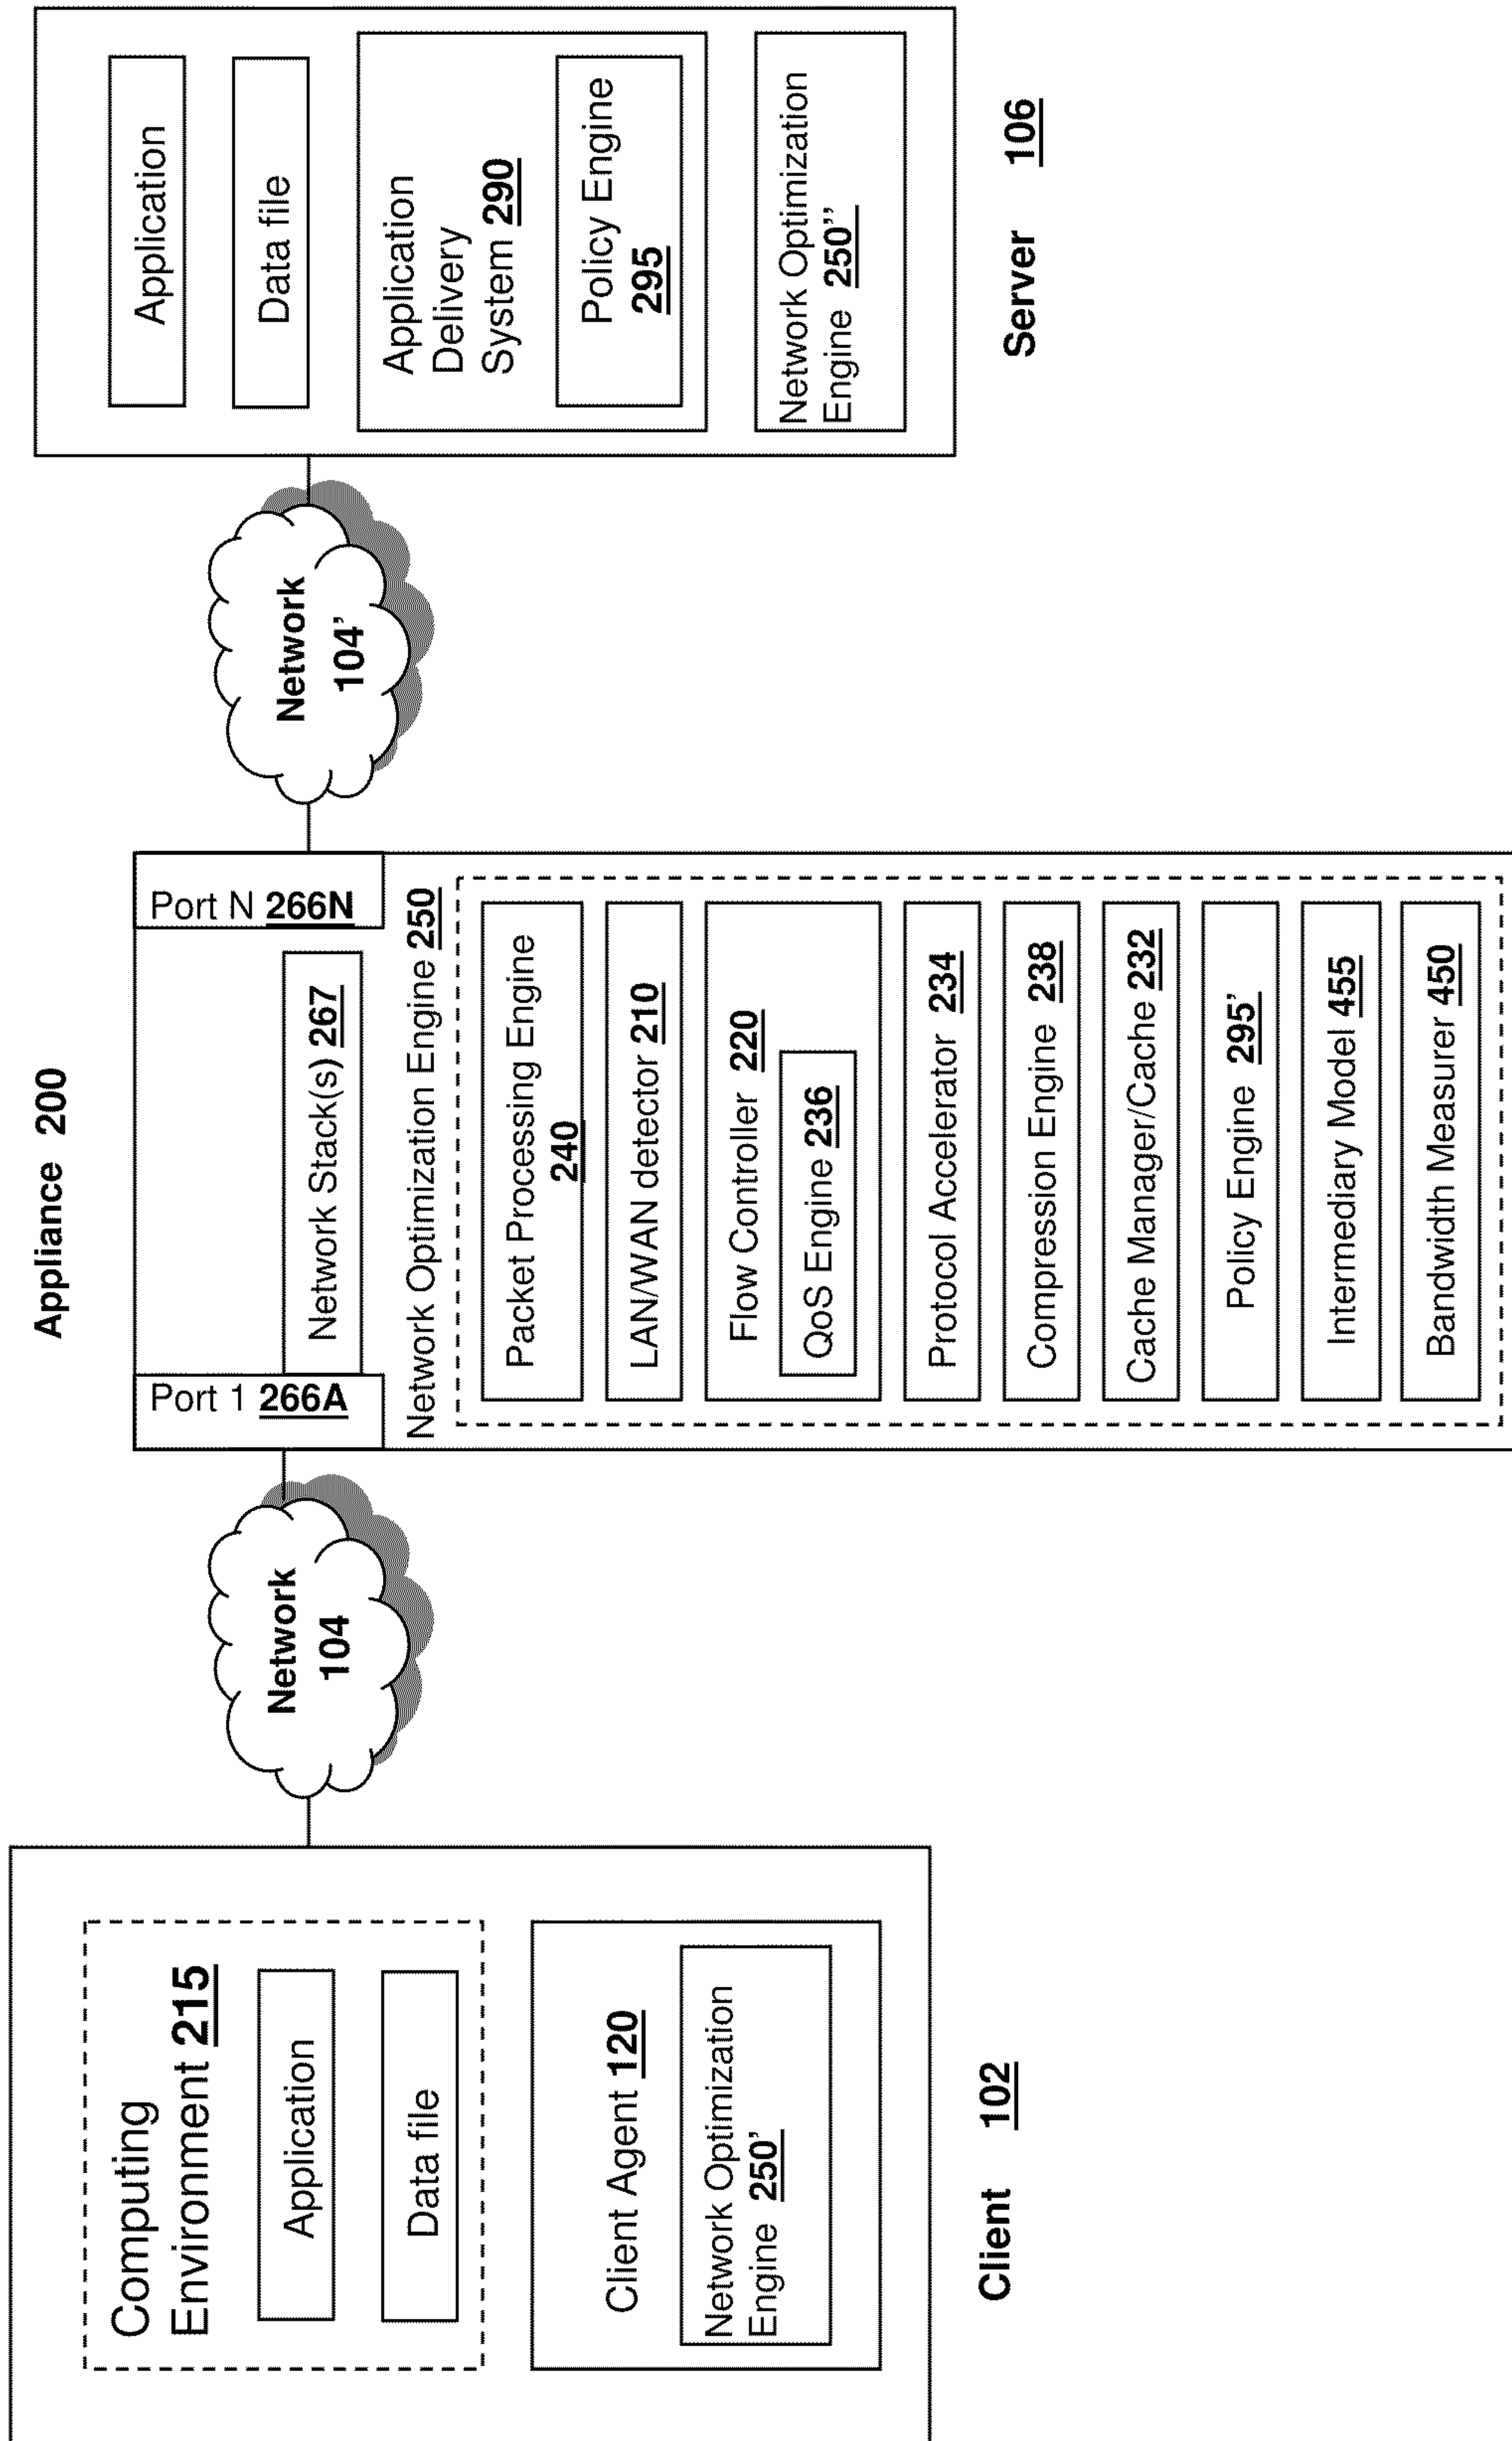 Appliance 200
Computing
Environment 215
Application
Data file
Client Agent 120
Network Optimization
Engine 250'
Client 102
Network
104
Port 1 266A
Port N 266N
Network Stack(s) 267
Network Optimization Engine 250
Packet Processing Engine
240
LAN/WAN detector 210
Flow Controller 220
QoS Engine 236
Protocol Accelerator 234
Compression Engine 238
Cache Manager/Cache 232
Policy Engine 295'
Intermediary Model 455
Bandwidth Measurer 450
Network
104'
Application
Data file
Application
Delivery
System 290
Policy Engine
295
Network Optimization
Engine 250''
Server 106